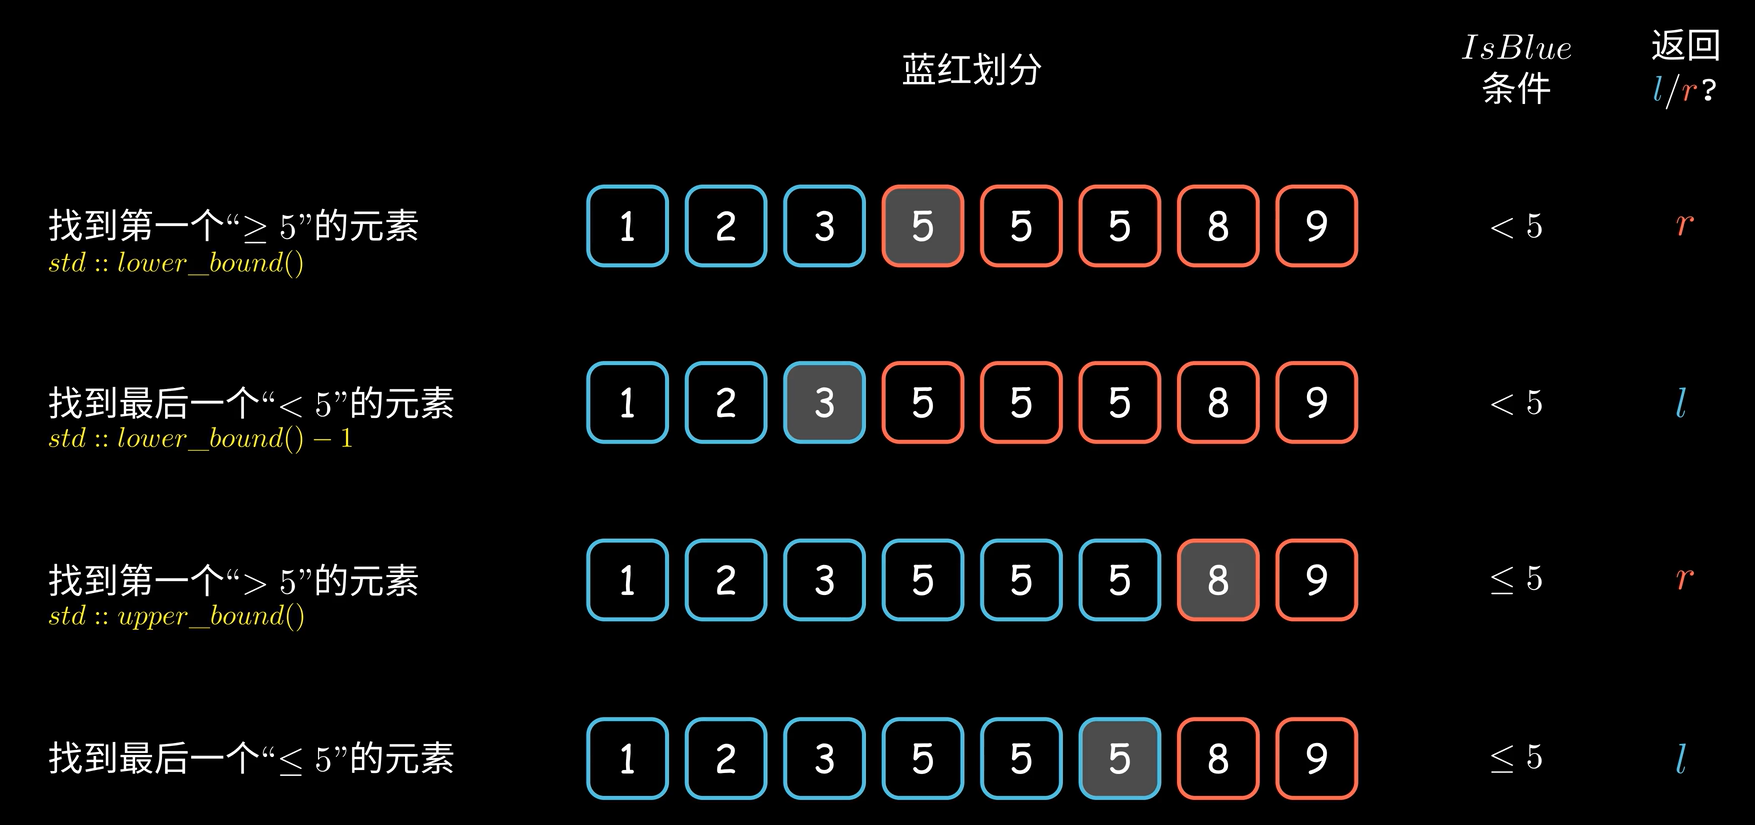 蓝红划分
IsBlue
条件
返回
l/r?
找到第一个“≥ 5”的元素
std :: lower_bound()
1 2 3 5 5 5 8 9
< 5
r
找到最后一个“< 5”的元素
std :: lower_bound() − 1
1 2 3 5 5 5 8 9
< 5
l
找到第一个“> 5”的元素
std :: upper_bound()
1 2 3 5 5 5 8 9
≤ 5
r
找到最后一个“≤ 5”的元素
1 2 3 5 5 5 8 9
≤ 5
l